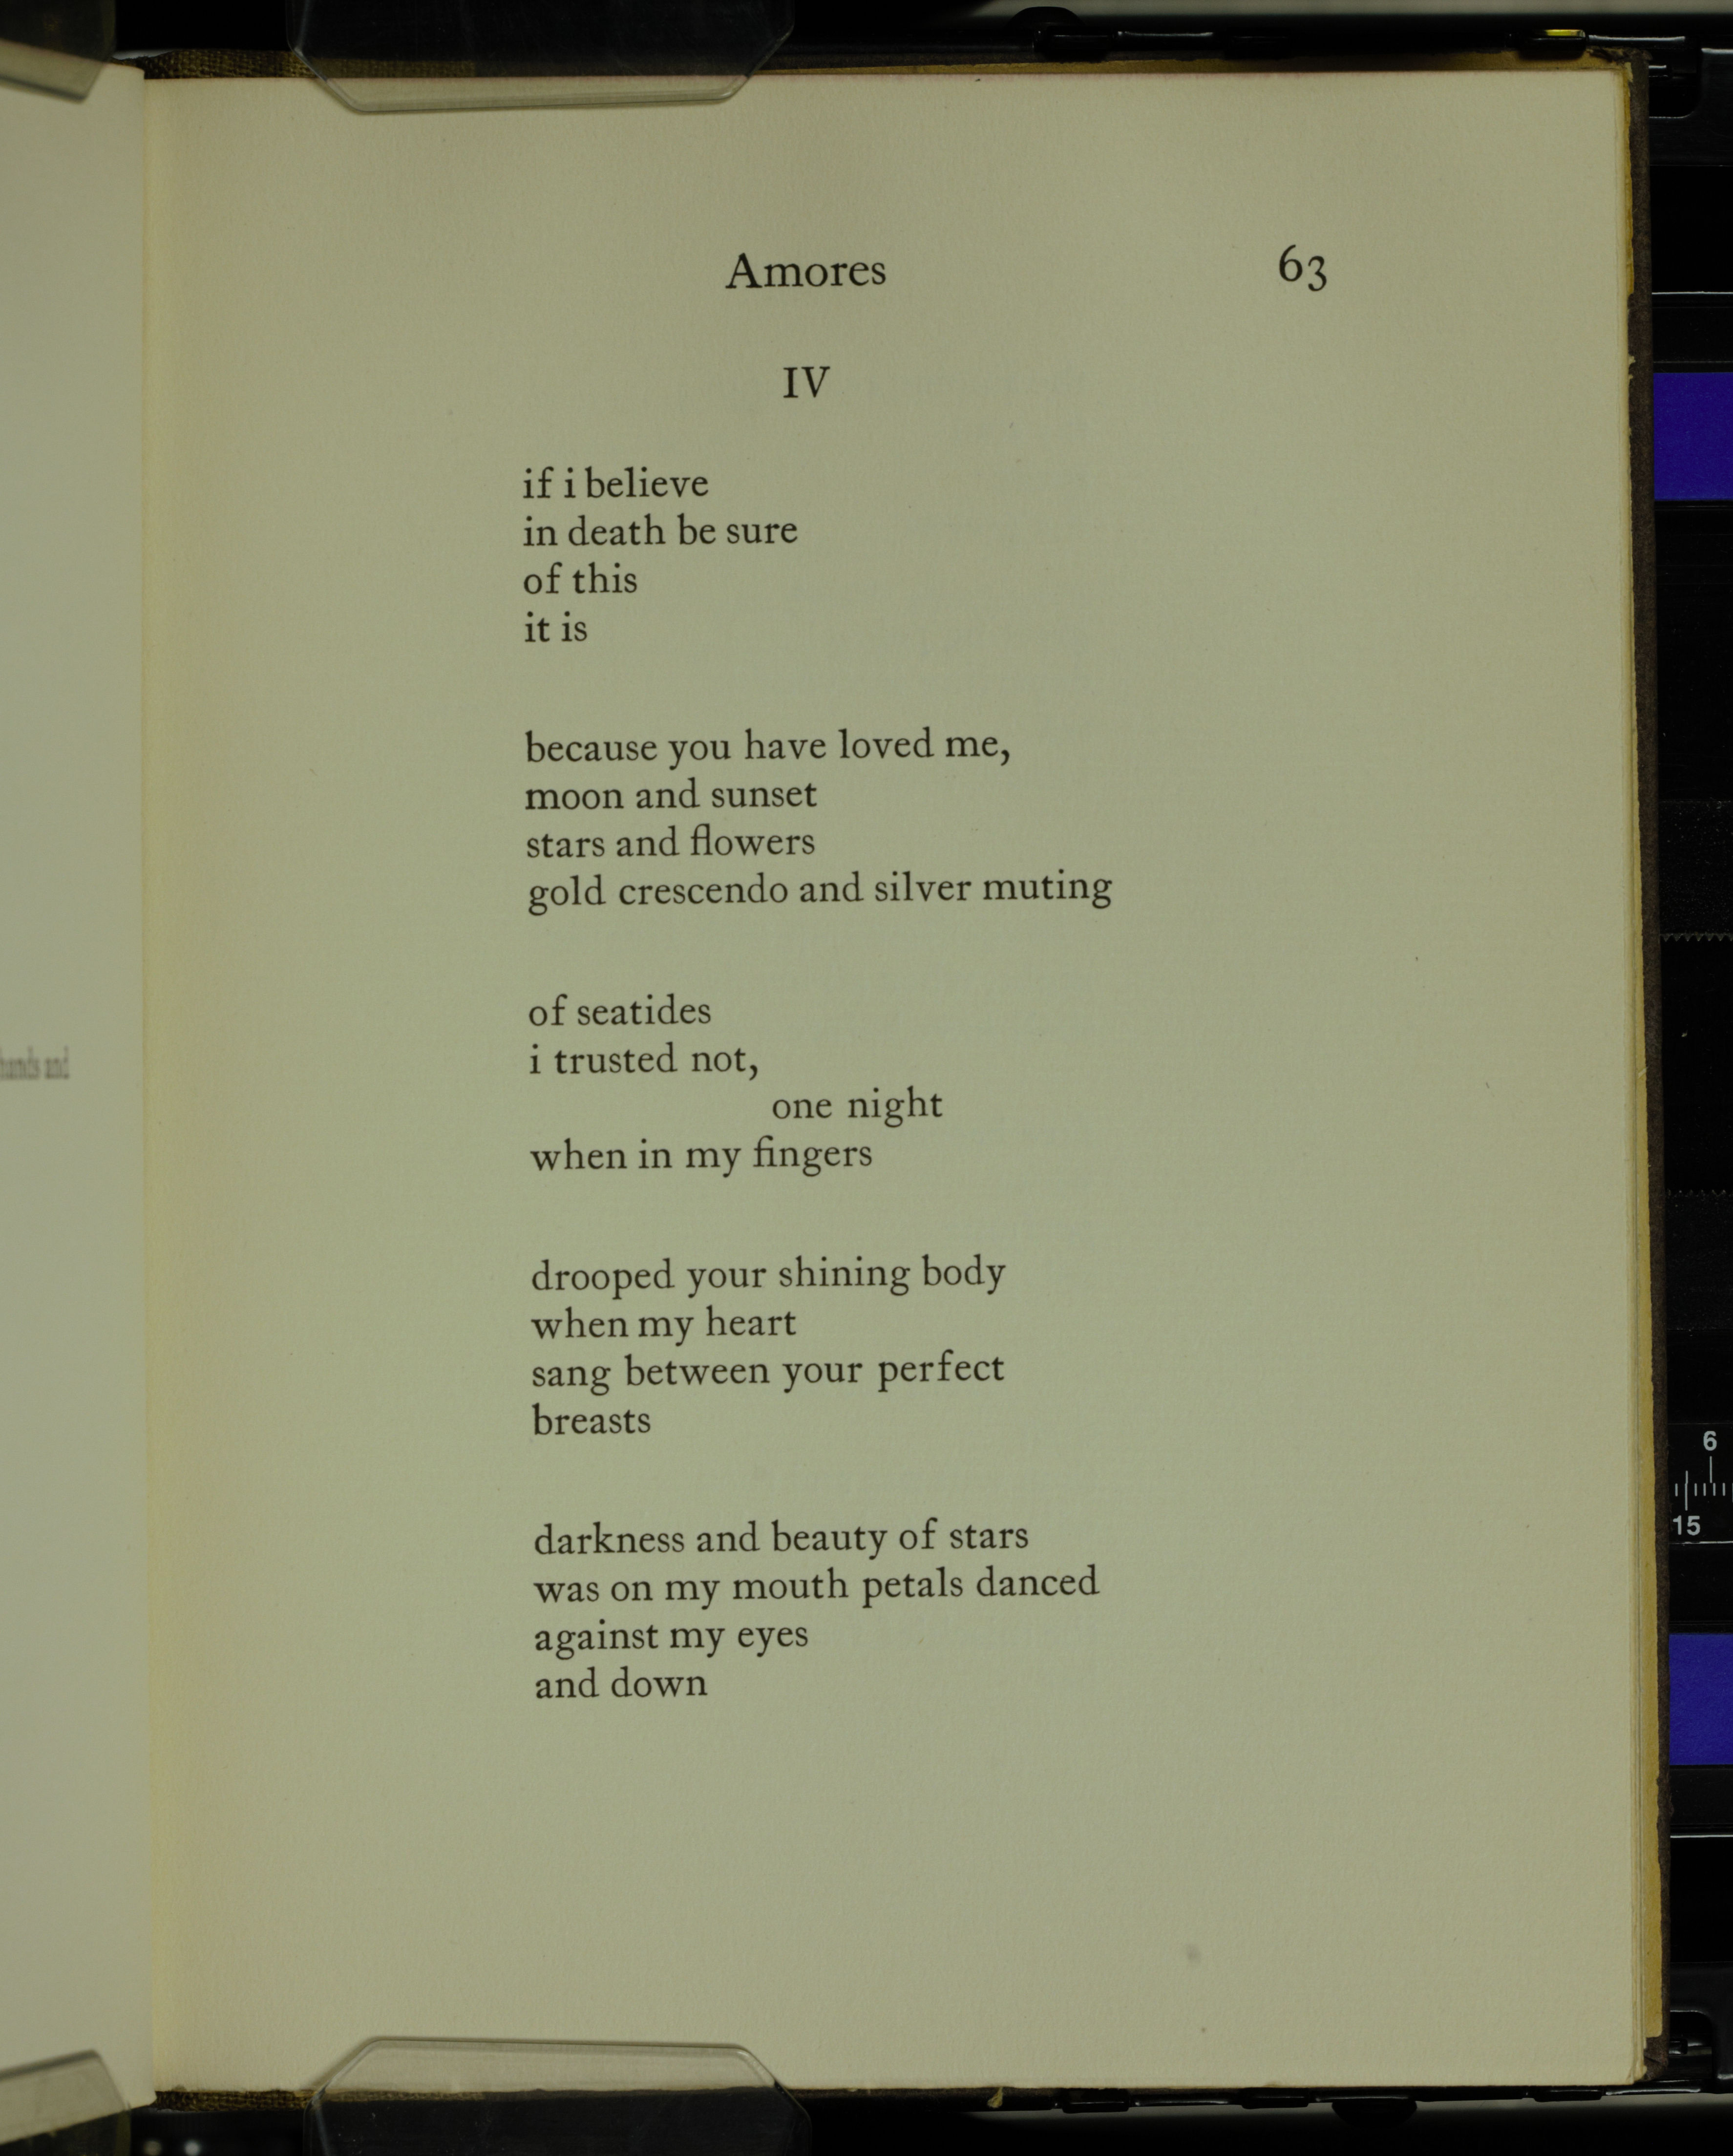 Amores 63
IV
if i believe
in death be sure
of this
it is
because you have loved me,
moon and sunset
stars and flowers
gold crescendo and silver muting
of seatides
i trusted not,
one night
when in my fingers
drooped your shining body
when my heart
sang between your perfect
breasts
darkness and beauty of stars
was on my mouth petals danced
against my eyes
and down
hands and
6
15